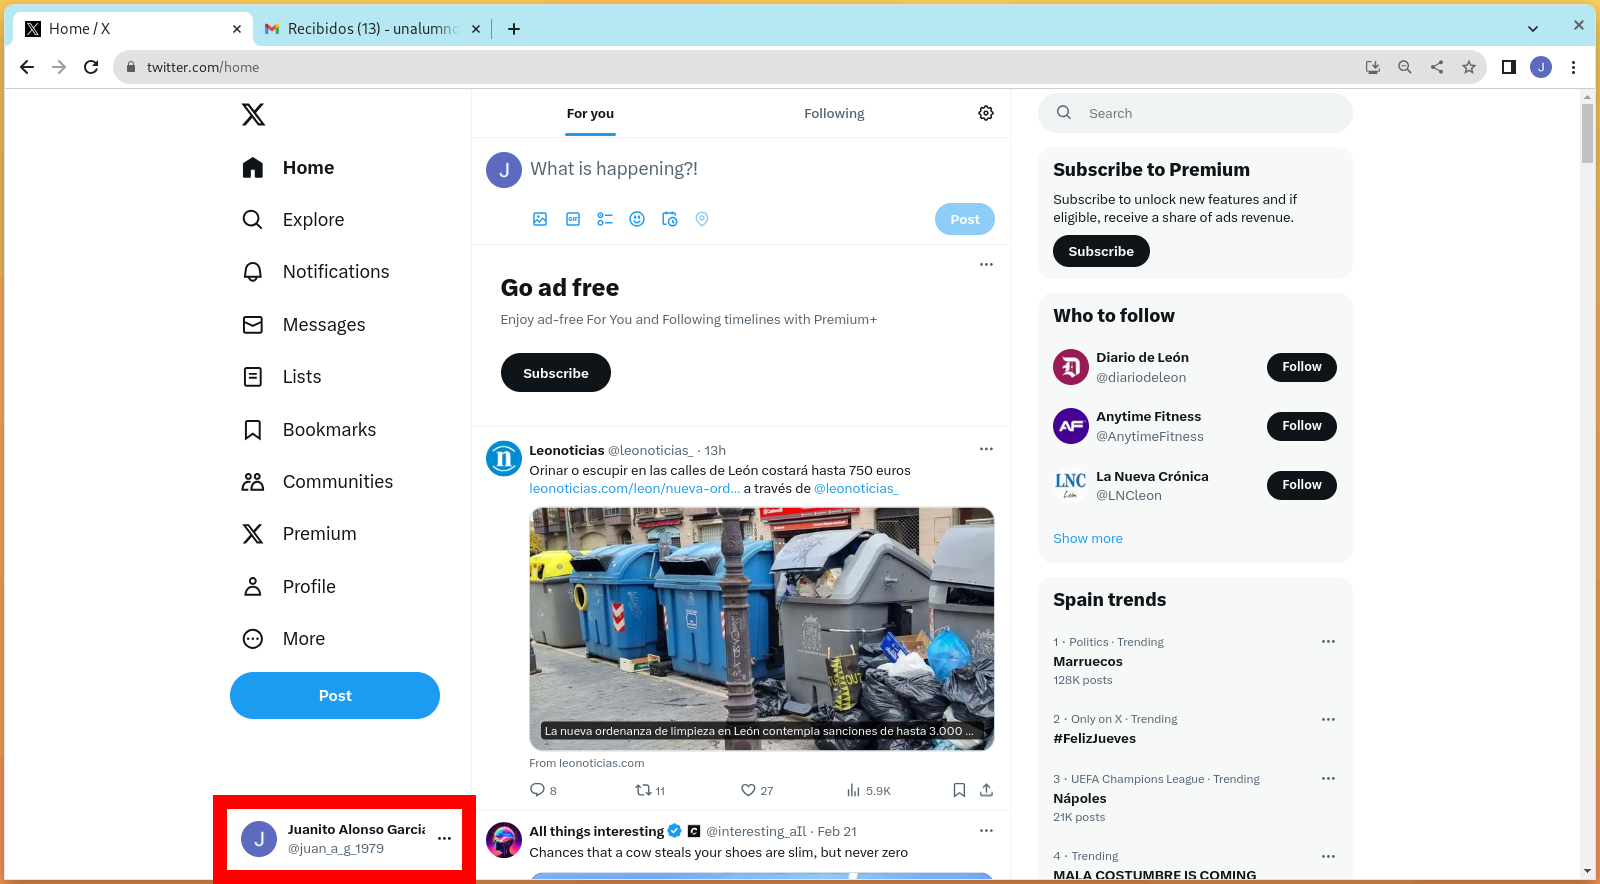 Home / X
Recibidos (13) - unalumno
twitter.com/home
J
Home
Explore
Notifications
Messages
Lists
Bookmarks
Communities
Premium
Profile
More
Post
J
Juanito Alonso Garcia
@juan_a_g_1979
For you
Following
J
What is happening?!
GIF
Post
Go ad free
Enjoy ad-free For You and Following timelines with Premium+
Subscribe
n
Leonoticias @leonoticias_ · 13h
Orinar o escupir en las calles de León costará hasta 750 euros
leonoticias.com/leon/nueva-ord... a través de @leonoticias_
La nueva ordenanza de limpieza en León contempla sanciones de hasta 3.000 ...
From leonoticias.com
8
11
27
5.9K
All things interesting @interesting_aIl · Feb 21
Chances that a cow steals your shoes are slim, but never zero
Search
Subscribe to Premium
Subscribe to unlock new features and if
eligible, receive a share of ads revenue.
Subscribe
Who to follow
D
Diario de León
@diariodeleon
Follow
AF
Anytime Fitness
@AnytimeFitness
Follow
LNC
León
La Nueva Crónica
@LNCleon
Follow
Show more
Spain trends
1 · Politics · Trending
Marruecos
128K posts
2 · Only on X · Trending
#FelizJueves
3 · UEFA Champions League · Trending
Nápoles
21K posts
4 · Trending
MALA COSTUMBRE IS COMING